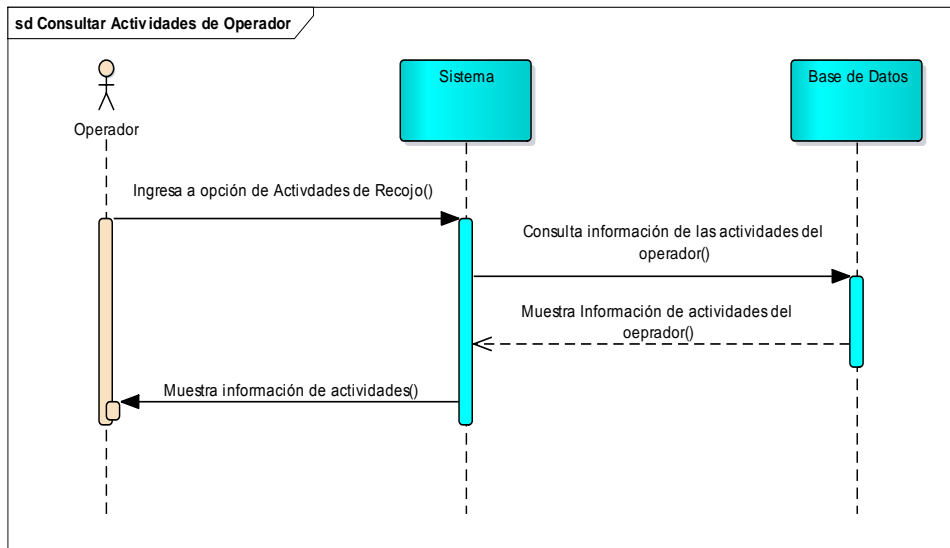 sd Consultar Actividades de Operador
Operador
Sistema
Base de Datos
Ingresa a opción de Activdades de Recojo()
Consulta información de las actividades del
operador()
Muestra Información de actividades del
oeprador()
Muestra información de actividades()